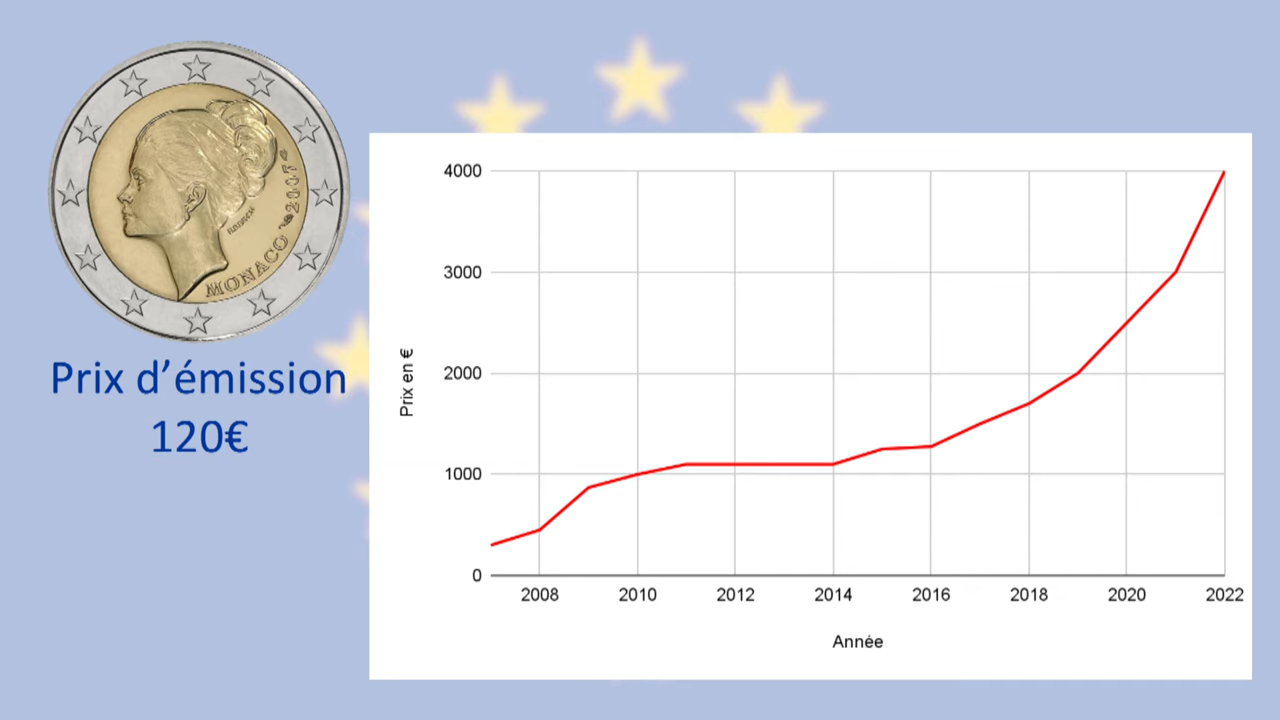 MONACO 2007
Prix d’émission
120€
4000
3000
2000
1000
0
Prix en €
2008 2010 2012 2014 2016 2018 2020 2022
Année